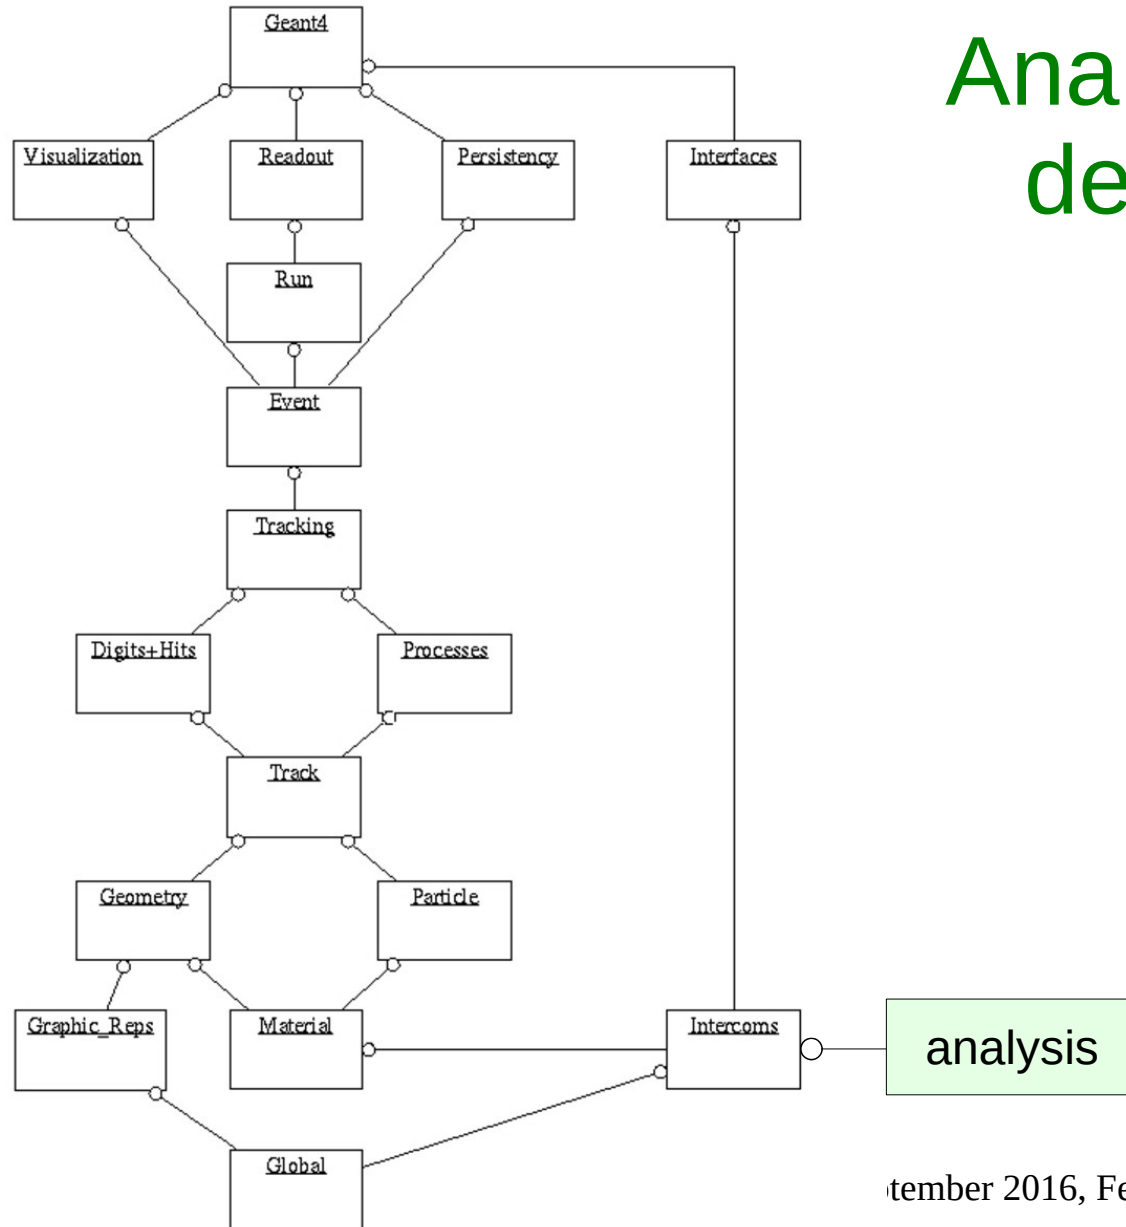 Geant4
Ana
de
Visualization
Readout
Persistency
Interfaces
Run
Event
Tracking
Digits+Hits
Processes
Track
Geometry
Particle
Graphic_Reps
Material
Intercoms
analysis
Global
tember 2016, Fe